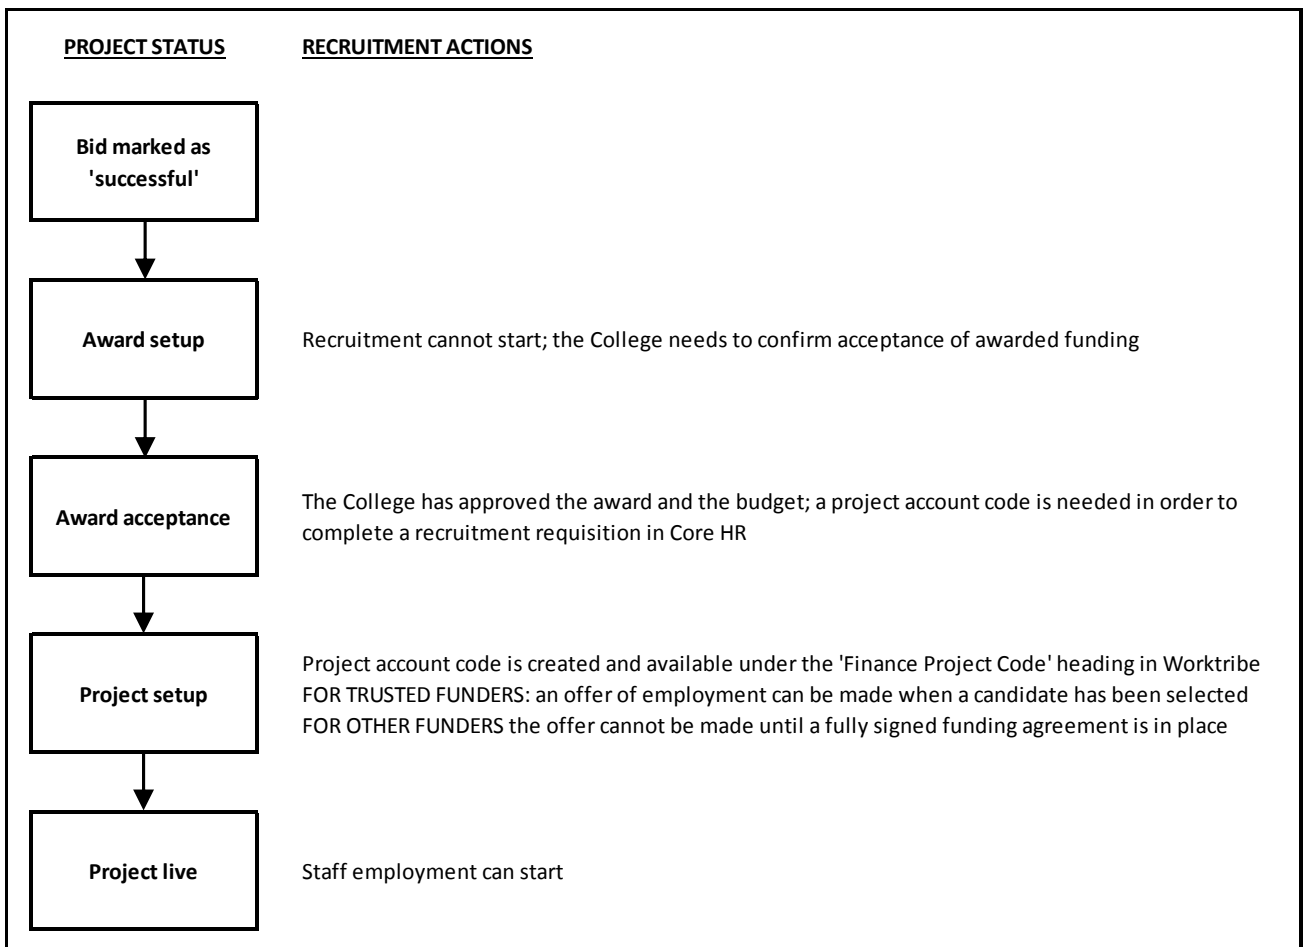 PROJECT STATUS
RECRUITMENT ACTIONS
Bid marked as
'successful'
Award setup
Recruitment cannot start; the College needs to confirm acceptance of awarded funding
Award acceptance
The College has approved the award and the budget; a project account code is needed in order to
complete a recruitment requisition in Core HR
Project setup
Project account code is created and available under the 'Finance Project Code' heading in Worktribe
FOR TRUSTED FUNDERS: an offer of employment can be made when a candidate has been selected
FOR OTHER FUNDERS the offer cannot be made until a fully signed funding agreement is in place
Project live
Staff employment can start